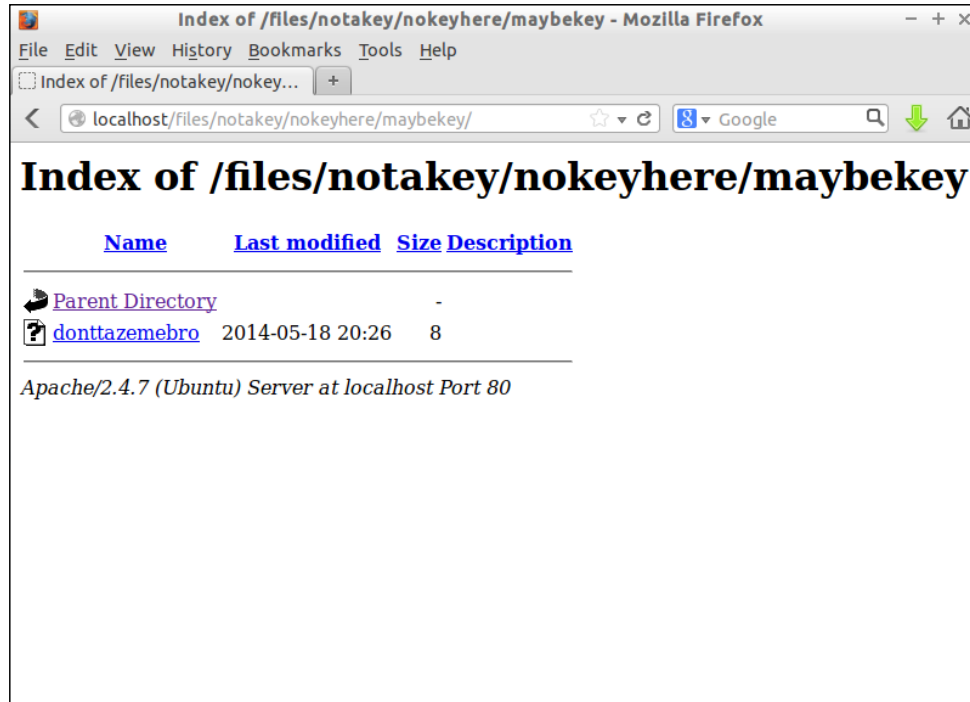 Index of /files/notakey/nokeyhere/maybekey - Mozilla Firefox
File Edit View History Bookmarks Tools Help
Index of /files/notakey/nokey... +
localhost/files/notakey/nokeyhere/maybekey/ 8 Google
Index of /files/notakey/nokeyhere/maybekey
Name Last modified Size Description
Parent Directory -
? donttazemebro 2014-05-18 20:26 8
Apache/2.4.7 (Ubuntu) Server at localhost Port 80